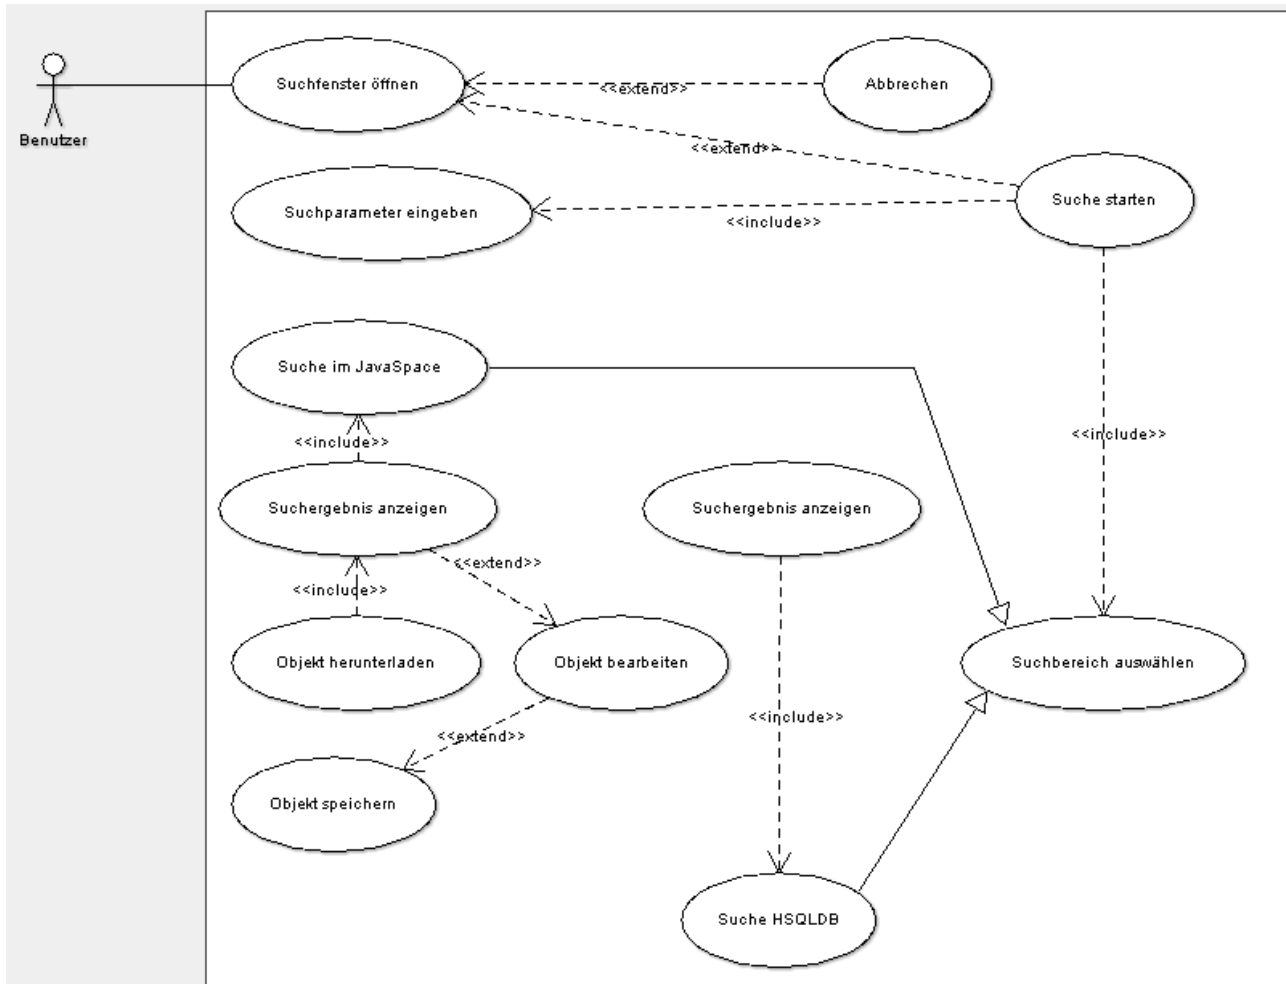 Suchfenster öffnen
Abbrechen
<<extend>>
Benutzer
<<extend>>
Suche starten
Suchparameter eingeben
<<include>>
Suche im JavaSpace
<<include>>
<<include>>
Suchergebnis anzeigen
Suchergebnis anzeigen
<<extend>>
<<include>>
Objekt herunterladen
Objekt bearbeiten
Suchbereich auswählen
<<include>>
<<extend>>
Objekt speichern
Suche HSQLDB